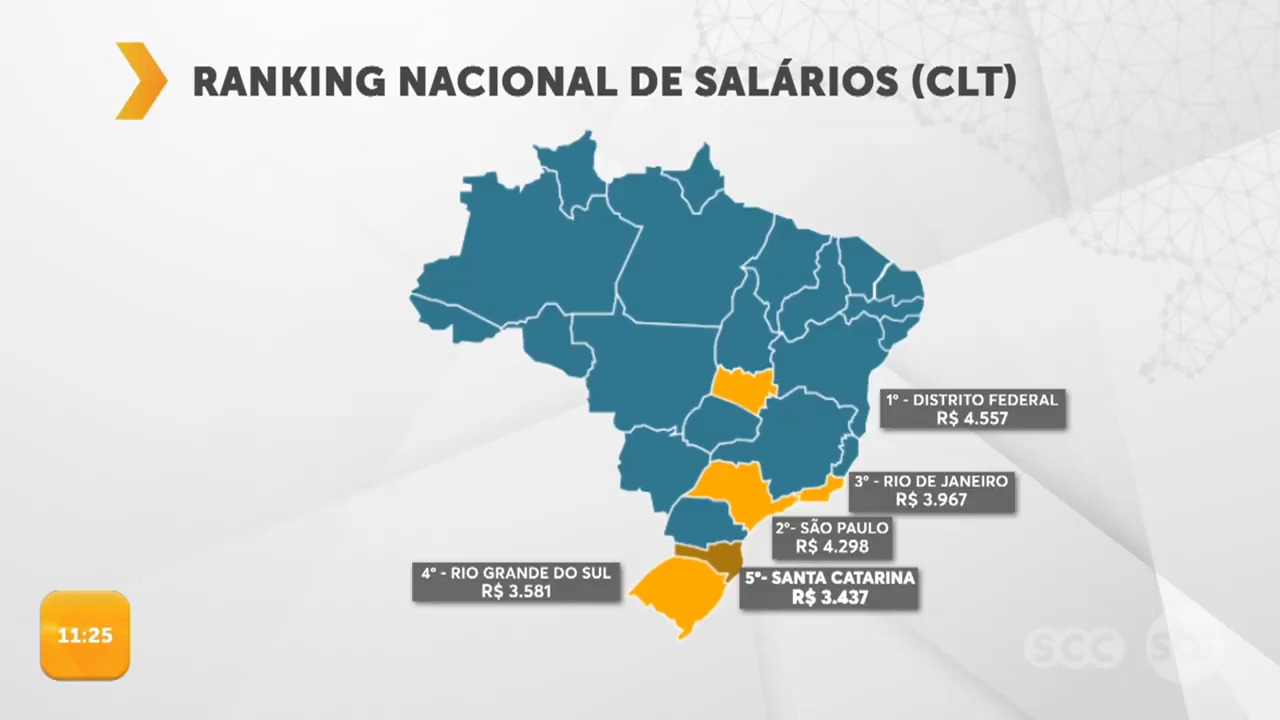 RANKING NACIONAL DE SALÁRIOS (CLT)
1º - DISTRITO FEDERAL
R$ 4.557
3º - RIO DE JANEIRO
R$ 3.967
2º- SÃO PAULO
R$ 4.298
4º - RIO GRANDE DO SUL
R$ 3.581
5º- SANTA CATARINA
R$ 3.437
11:25
SCC